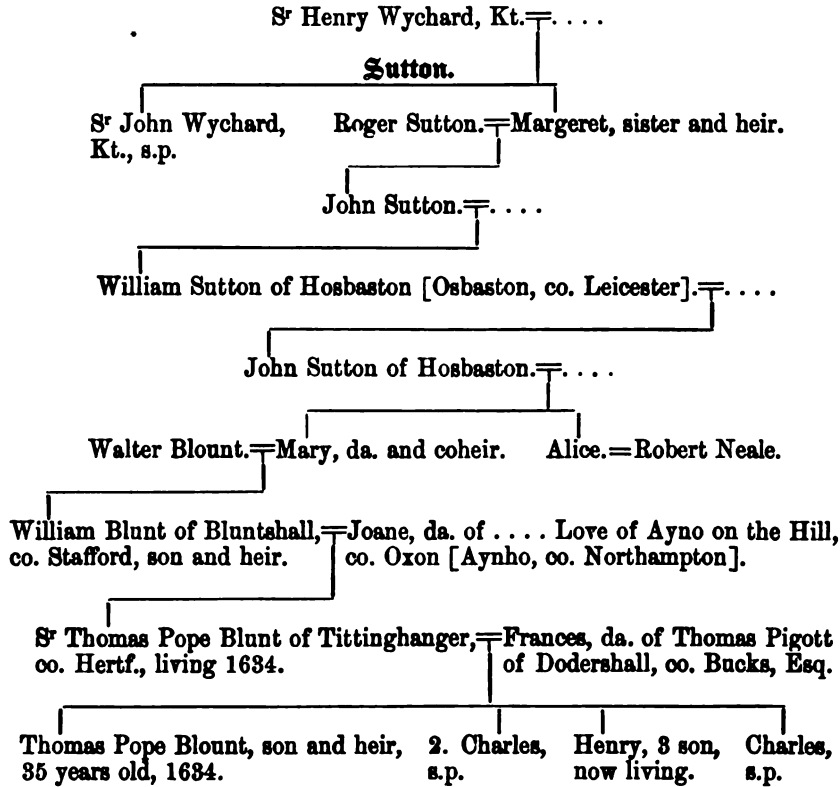 Sr Henry Wychard, Kt.=. . . .
Sutton.
Sr John Wychard,
Kt., s.p.
Roger Sutton.=Margeret, sister and heir.
John Sutton.=. . . .
William Sutton of Hosbaston [Osbaston, co. Leicester].=. . . .
John Sutton of Hosbaston.=. . . .
Walter Blount.=Mary, da. and coheir.
Alice.=Robert Neale.
William Blunt of Bluntshall,
co. Stafford, son and heir.
=Joane, da. of . . . . Love of Ayno on the Hill,
co. Oxon [Aynho, co. Northampton].
Sr Thomas Pope Blunt of Tittinghanger,
co. Hertf., living 1634.
=Frances, da. of Thomas Pigott
of Dodershall, co. Bucks, Esq.
Thomas Pope Blount, son and heir,
35 years old, 1634.
2. Charles,
s.p.
Henry, 3 son,
now living.
Charles,
s.p.